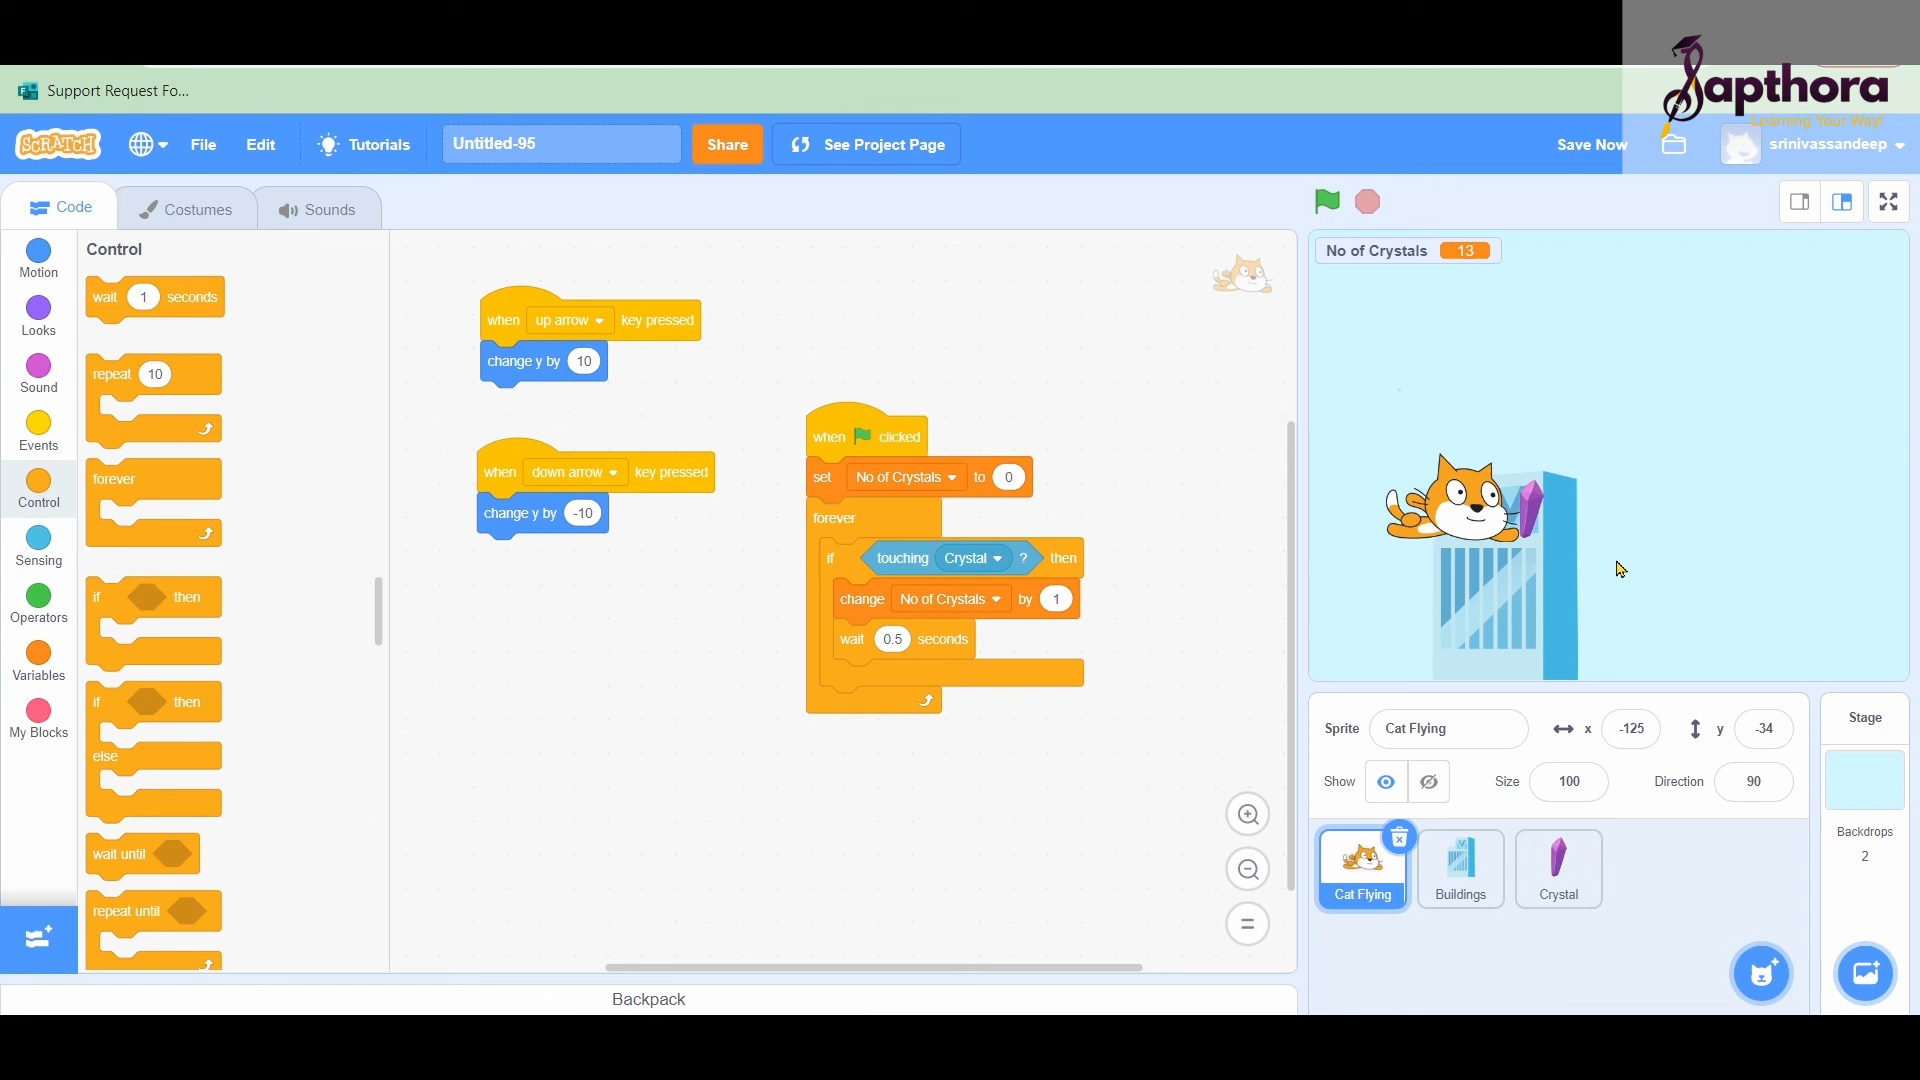 Sapthora
Learning Your Way!
Support Request Fo...
SCRATCH
File
Edit
Tutorials
Untitled-95
Share
See Project Page
Save Now
srinivassandeep
Code
Costumes
Sounds
Motion
Looks
Sound
Events
Control
Sensing
Operators
Variables
My Blocks
Control
wait 1 seconds
repeat 10
forever
if then
if then
else
wait until
repeat until
when up arrow key pressed
change y by 10
when down arrow key pressed
change y by -10
when clicked
set No of Crystals to 0
forever
if touching Crystal ? then
change No of Crystals by 1
wait 0.5 seconds
No of Crystals 13
Sprite Cat Flying x -125 y -34
Show Size 100 Direction 90
Cat Flying
Buildings
Crystal
Stage
Backdrops
2
Backpack